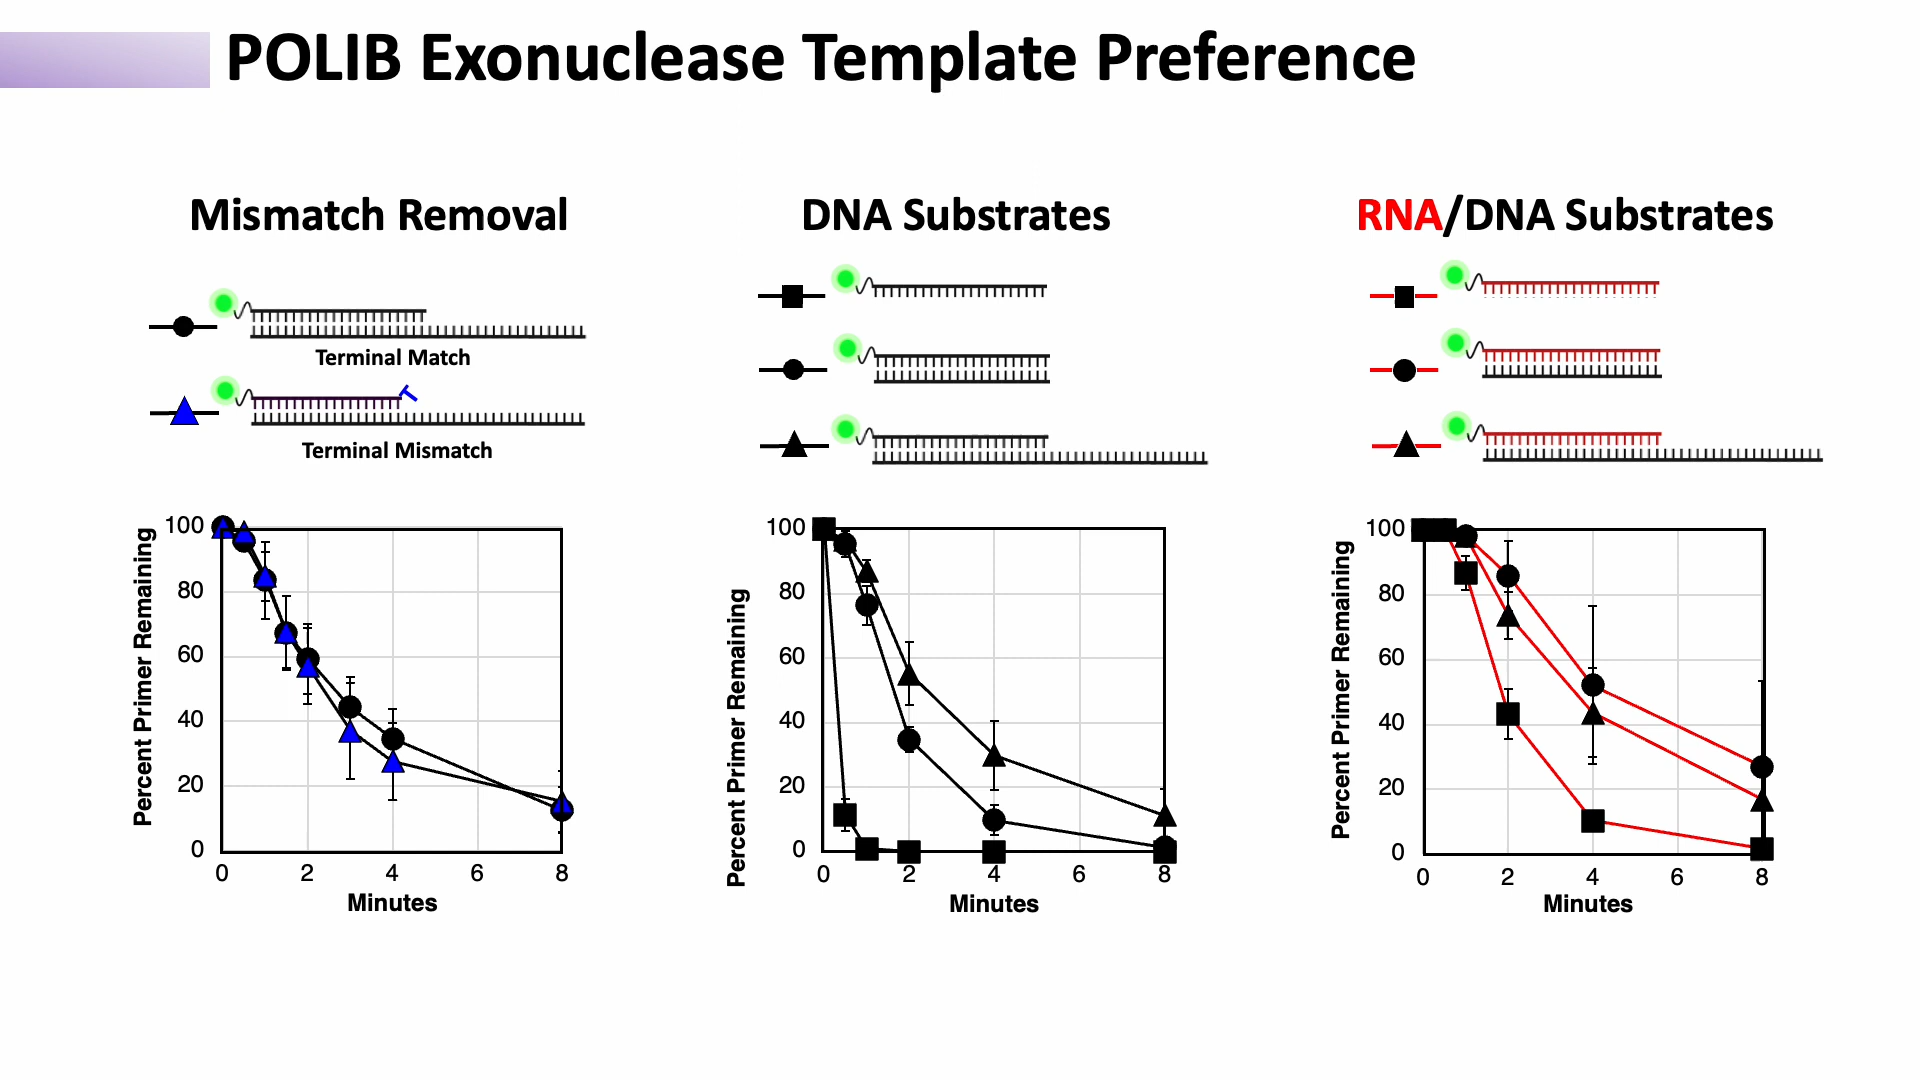 POLIB Exonuclease Template Preference
Mismatch Removal
Terminal Match
Terminal Mismatch
Percent Primer Remaining
100
80
60
40
20
0
0 2 4 6 8
Minutes
DNA Substrates
Percent Primer Remaining
100
80
60
40
20
0
0 2 4 6 8
Minutes
RNA/DNA Substrates
Percent Primer Remaining
100
80
60
40
20
0
0 2 4 6 8
Minutes